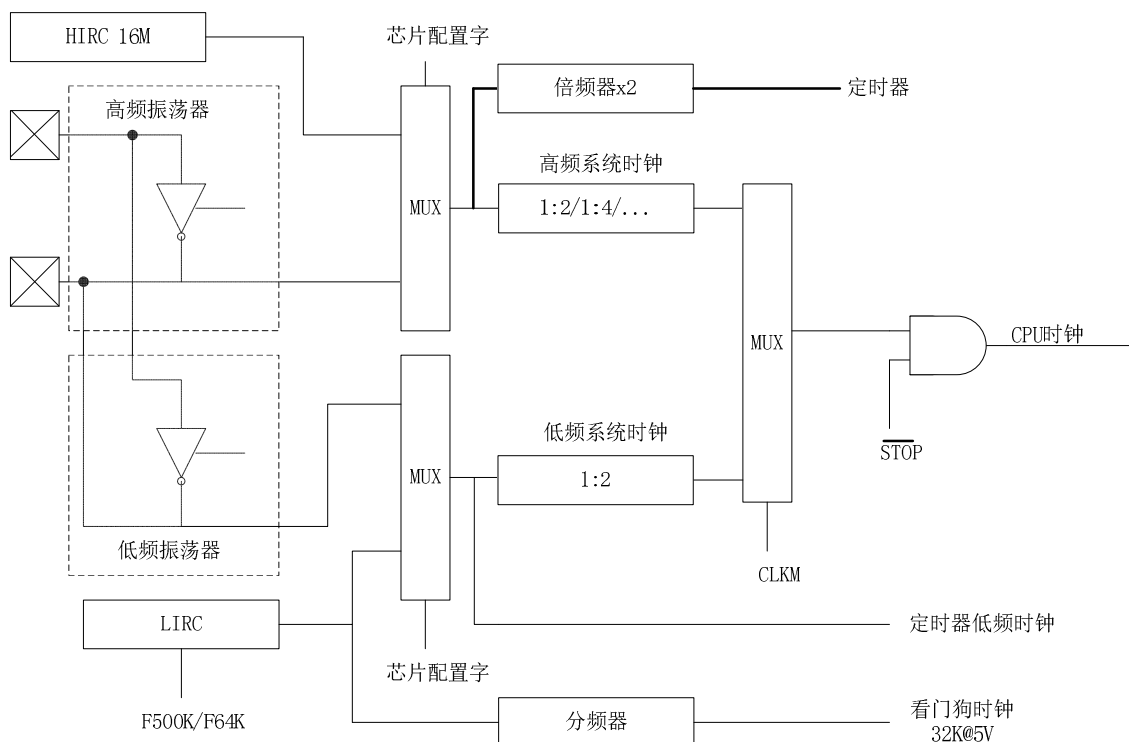 HIRC 16M
芯片配置字
倍频器x2
定时器
高频振荡器
高频系统时钟
MUX
1:2/1:4/...
CPU时钟
MUX
低频系统时钟
STOP
MUX
1:2
低频振荡器
CLKM
LIRC
定时器低频时钟
芯片配置字
F500K/F64K
分频器
看门狗时钟
32K@5V